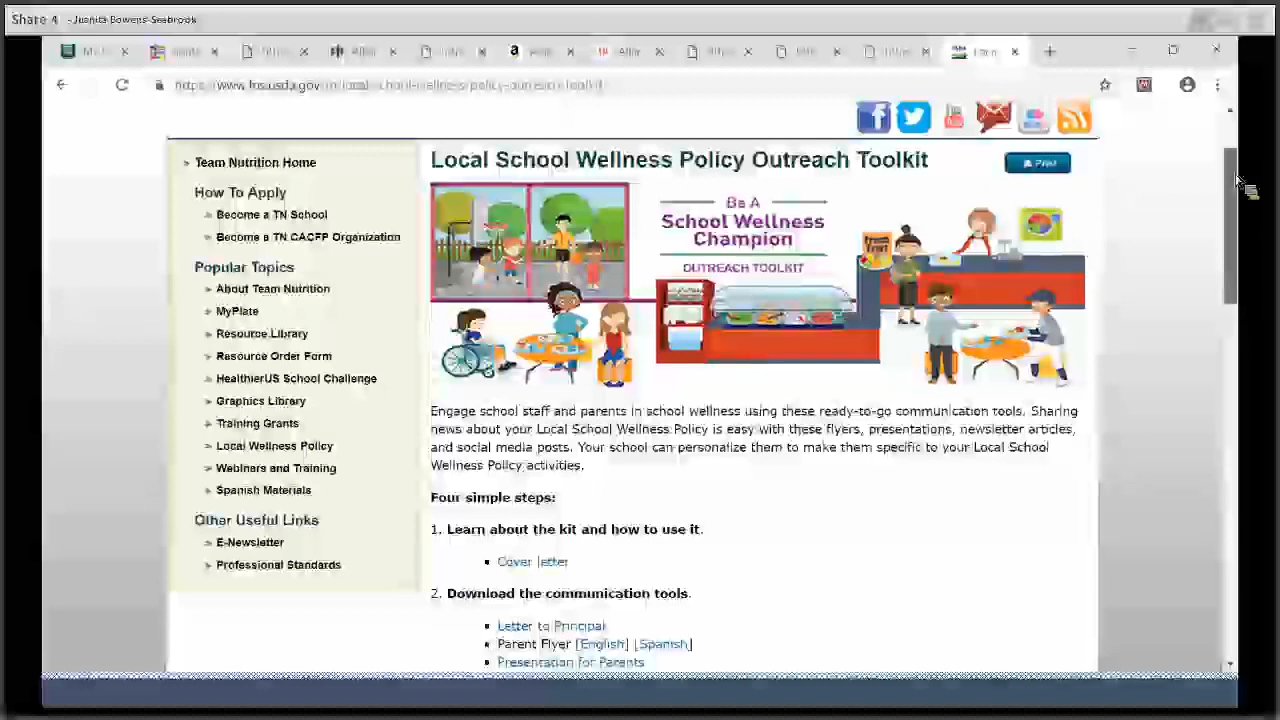 Share 4 - Juanita Bowens-Seabrook
www.fns.usda.gov
Team Nutrition Home
How To Apply
Become a TN School
Become a TN CACFP Organization
Popular Topics
About Team Nutrition
MyPlate
Resource Library
Resource Order Form
HealthierUS School Challenge
Graphics Library
Training Grants
Local Wellness Policy
Webinars and Training
Spanish Materials
Other Useful Links
E-Newsletter
Professional Standards
Local School Wellness Policy Outreach Toolkit
Print
Be A
School Wellness
Champion
OUTREACH TOOLKIT
Engage school staff and parents in school wellness using these ready-to-go communication tools. Sharing
news about your Local School Wellness Policy is easy with these flyers, presentations, newsletter articles,
and social media posts. Your school can personalize them to make them specific to your Local School
Wellness Policy activities.
Four simple steps:
1. Learn about the kit and how to use it.
Cover letter
2. Download the communication tools.
Letter to Principal
Parent Flyer [English] [Spanish]
Presentation for Parents